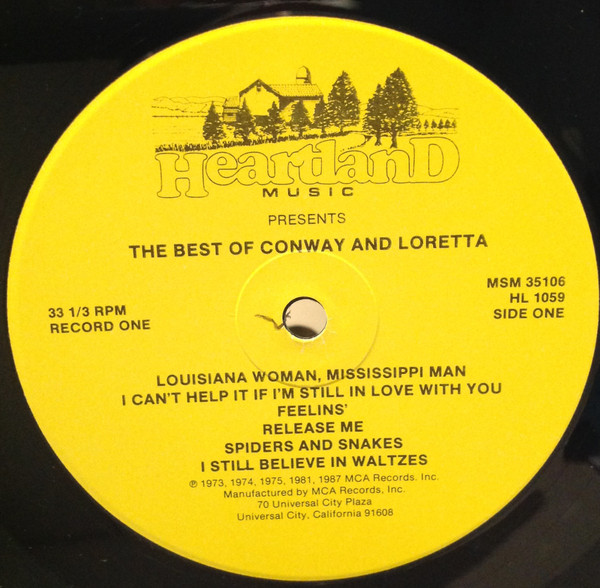 HeartlanD
MUSIC
PRESENTS
THE BEST OF CONWAY AND LORETTA
33 1/3 RPM
RECORD ONE
MSM 35106
HL 1059
SIDE ONE
LOUISIANA WOMAN, MISSISSIPPI MAN
I CAN'T HELP IT IF I'M STILL IN LOVE WITH YOU
FEELINS'
RELEASE ME
SPIDERS AND SNAKES
I STILL BELIEVE IN WALTZES
℗ 1973, 1974, 1975, 1981, 1987 MCA Records. Inc.
Manufactured by MCA Records, Inc.
70 Universal City Plaza
Universal City, California 91608